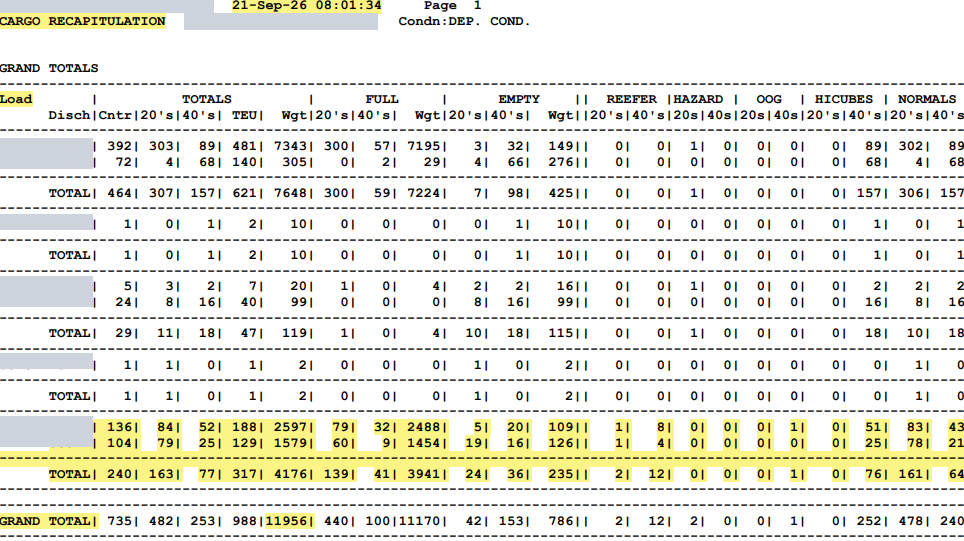 21-Sep-26 08:01:34 Page 1
CARGO RECAPITULATION Condn:DEP. COND.
GRAND TOTALS
Load | TOTALS | FULL | EMPTY || REEFER |HAZARD | OOG | HICUBES | NORMALS
Disch|Cntr|20's|40's| TEU| Wgt|20's|40's| Wgt|20's|40's| Wgt||20's|40's|20s|40s|20s|40s|20's|40's|20's|40's
| 392| 303| 89| 481| 7343| 300| 57| 7195| 3| 32| 149|| 0| 0| 1| 0| 0| 0| 0| 89| 302| 89
| 72| 4| 68| 140| 305| 0| 2| 29| 4| 66| 276|| 0| 0| 0| 0| 0| 0| 0| 68| 4| 68
TOTAL| 464| 307| 157| 621| 7648| 300| 59| 7224| 7| 98| 425|| 0| 0| 1| 0| 0| 0| 0| 157| 306| 157
| 1| 0| 1| 2| 10| 0| 0| 0| 0| 1| 10|| 0| 0| 0| 0| 0| 0| 0| 1| 0| 1
TOTAL| 1| 0| 1| 2| 10| 0| 0| 0| 0| 1| 10|| 0| 0| 0| 0| 0| 0| 0| 1| 0| 1
| 5| 3| 2| 7| 20| 1| 0| 4| 2| 2| 16|| 0| 0| 1| 0| 0| 0| 0| 2| 2| 2
| 24| 8| 16| 40| 99| 0| 0| 0| 8| 16| 99|| 0| 0| 0| 0| 0| 0| 0| 16| 8| 16
TOTAL| 29| 11| 18| 47| 119| 1| 0| 4| 10| 18| 115|| 0| 0| 1| 0| 0| 0| 0| 18| 10| 18
| 1| 1| 0| 1| 2| 0| 0| 0| 1| 0| 2|| 0| 0| 0| 0| 0| 0| 0| 0| 1| 0
TOTAL| 1| 1| 0| 1| 2| 0| 0| 0| 1| 0| 2|| 0| 0| 0| 0| 0| 0| 0| 0| 1| 0
| 136| 84| 52| 188| 2597| 79| 32| 2488| 5| 20| 109|| 1| 8| 0| 0| 0| 1| 0| 51| 83| 43
| 104| 79| 25| 129| 1579| 60| 9| 1454| 19| 16| 126|| 1| 4| 0| 0| 0| 0| 0| 25| 78| 21
TOTAL| 240| 163| 77| 317| 4176| 139| 41| 3941| 24| 36| 235|| 2| 12| 0| 0| 0| 1| 0| 76| 161| 64
GRAND TOTAL| 735| 482| 253| 988|11956| 440| 100|11170| 42| 153| 786|| 2| 12| 2| 0| 0| 1| 0| 252| 478| 240